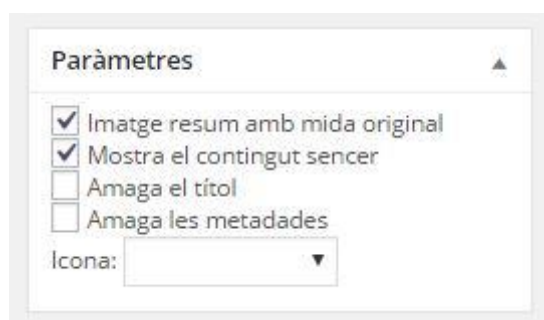 Paràmetres
Imatge resum amb mida original
Mostra el contingut sencer
Amaga el títol
Amaga les metadades
Icona: